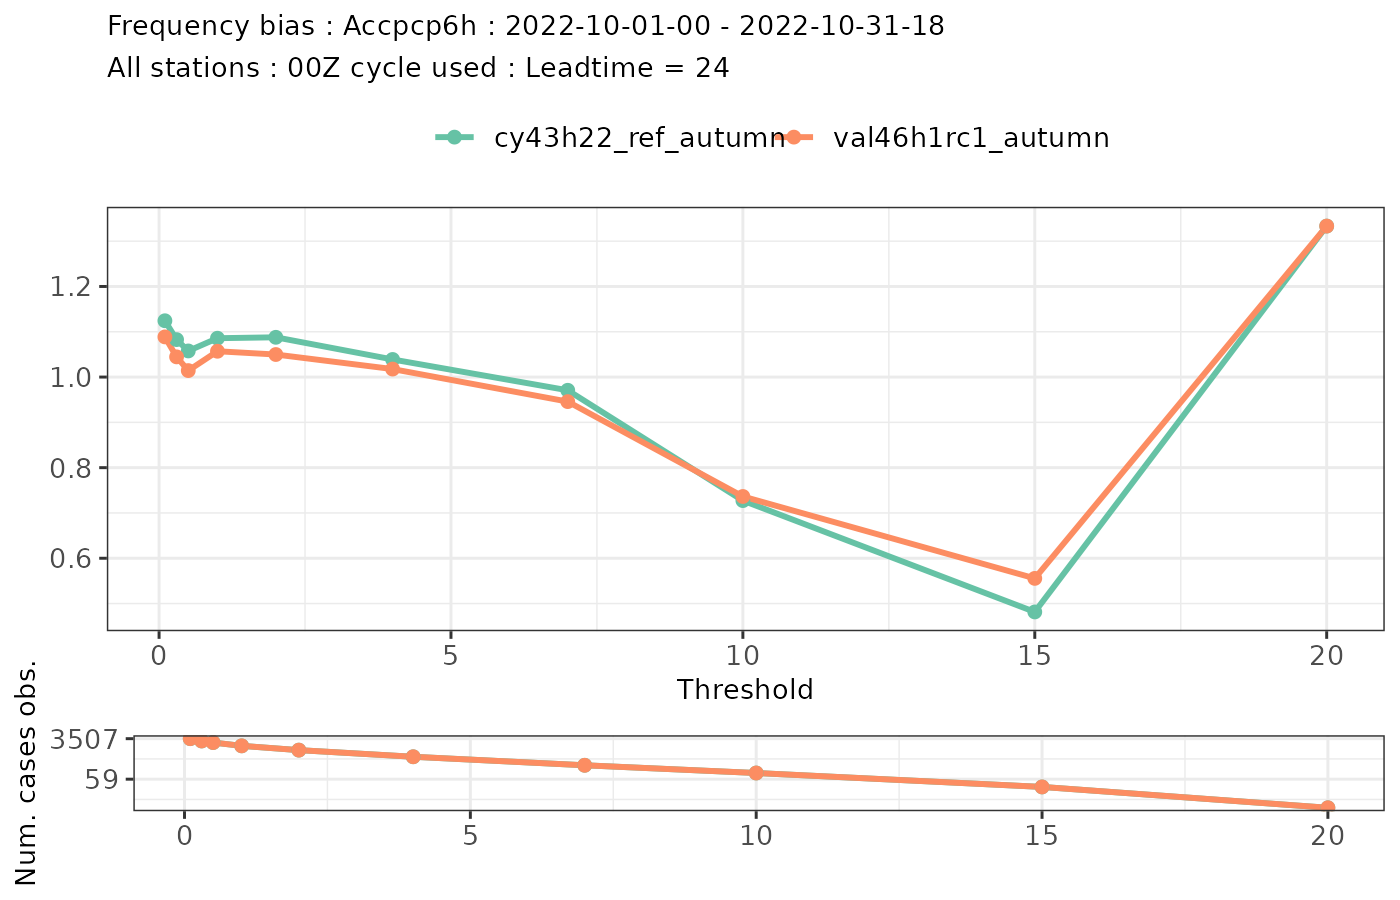 Frequency bias : Accpcp6h : 2022-10-01-00 - 2022-10-31-18
All stations : 00Z cycle used : Leadtime = 24
cy43h22_ref_autumn val46h1rc1_autumn
1.2
1.0
0.8
0.6
0 5 10 15 20
Threshold
Num. cases obs.
3507
59
0 5 10 15 20